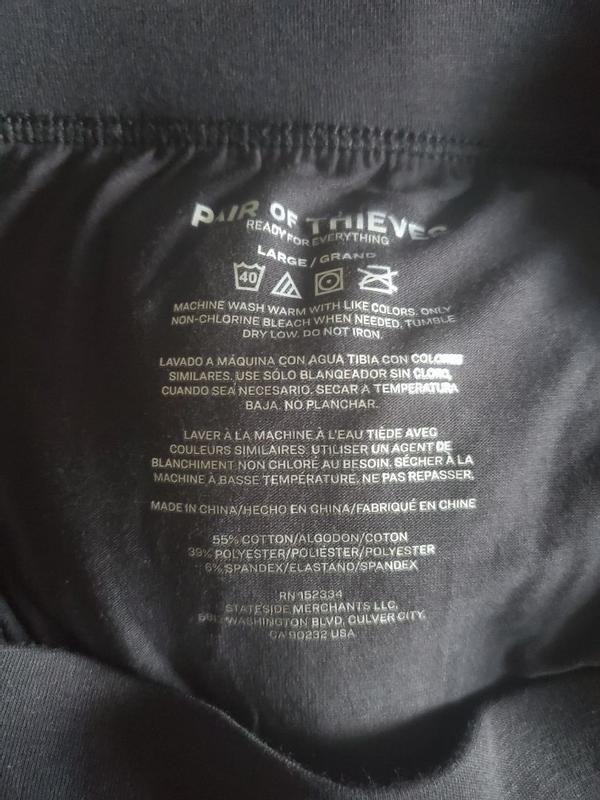 PAIR OF THIEVES
READY FOR EVERYTHING
LARGE / GRAND
40
MACHINE WASH WARM WITH LIKE COLORS. ONLY
NON-CHLORINE BLEACH WHEN NEEDED. TUMBLE
DRY LOW. DO NOT IRON.
LAVADO A MÁQUINA CON AGUA TIBIA CON COLORES
SIMILARES. USE SÓLO BLANQEADOR SIN CLORO,
CUANDO SEA NECESARIO. SECAR A TEMPERATURA
BAJA. NO PLANCHAR.
LAVER À LA MACHINE À L'EAU TIÈDE AVEC
COULEURS SIMILAIRES. UTILISER UN AGENT DE
BLANCHIMENT NON CHLORÉ AU BESOIN. SÉCHER À LA
MACHINE À BASSE TEMPÉRATURE. NE PAS REPASSER.
MADE IN CHINA/HECHO EN CHINA/FABRIQUÉ EN CHINE
55% COTTON/ALGODON/COTON
39% POLYESTER/POLIÉSTER/POLYESTER
6% SPANDEX/ELASTANO/SPANDEX
RN 152334
STATESIDE MERCHANTS LLC,
WASHINGTON BLVD, CULVER CITY,
CA 90232 USA